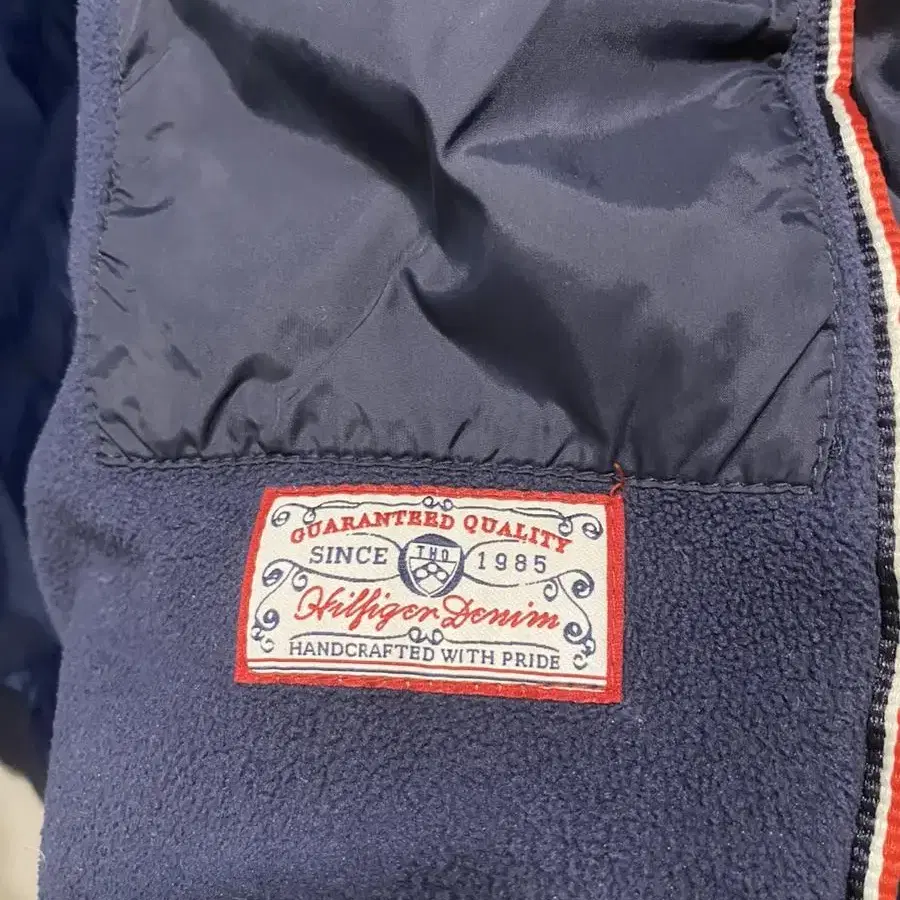 GUARANTEED QUALITY
SINCE THD 1985
Hilfiger Denim
HANDCRAFTED WITH PRIDE